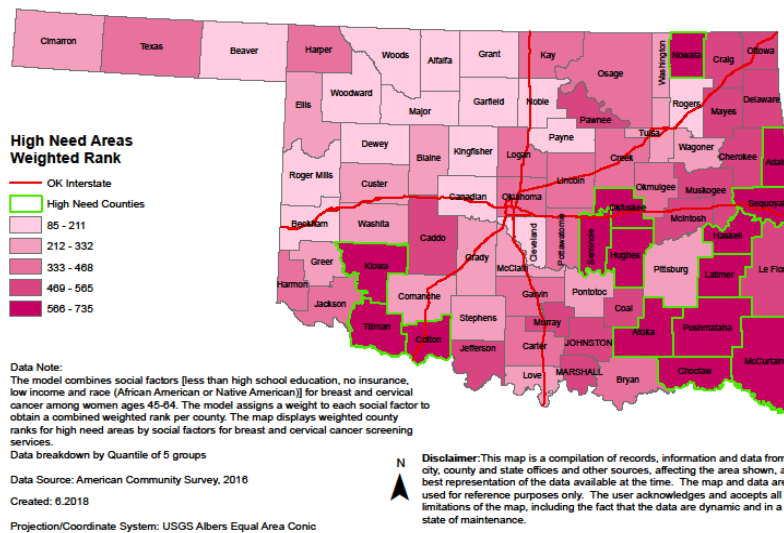 Cimarron
Texas
Beaver
Harper
Woods
Alfalfa
Grant
Kay
Osage
Washington
Nowata
Craig
Ottowa
Ellis
Woodward
Major
Garfield
Noble
Pawnee
Rogers
Mayes
Delaware
Dewey
Blaine
Kingfisher
Logan
Payne
Creek
Tulsa
Wagoner
Cherokee
Adair
Roger Mills
Custer
Canadian
Oklahoma
Lincoln
Okfuskee
Okmulgee
Muskogee
Sequoyah
Beckham
Washita
Caddo
Grady
McClain
Cleveland
Pottawatome
Seminole
Hughes
McIntosh
Haskell
Pittsburg
Latimer
Le Flor
Greer
Kiowa
Harmon
Jackson
Comanche
Tillman
Cotton
Stephens
Garvin
Pontotoc
Coal
Atoka
Pushmataha
McCurtain
Jefferson
Murray
Carter
JOHNSTON
MARSHALL
Love
Bryan
Choclaw
High Need Areas
Weighted Rank
OK Interstate
High Need Counties
85 - 211
212 - 332
333 - 468
469 - 565
566 - 735
Data Note:
The model combines social factors [less than high school education, no insurance,
low income and race (African American or Native American)] for breast and cervical
cancer among women ages 45-64. The model assigns a weight to each social factor to
obtain a combined weighted rank per county. The map displays weighted county
ranks for high need areas by social factors for breast and cervical cancer screening
services.
Data breakdown by Quantile of 5 groups
Data Source: American Community Survey, 2016
Created: 6.2018
Projection/Coordinate System: USGS Albers Equal Area Conic
N
Disclaimer:This map is a compilation of records, information and data from
city, county and state offices and other sources, affecting the area shown, a
best representation of the data available at the time. The map and data are
used for reference purposes only. The user acknowledges and accepts all
limitations of the map, including the fact that the data are dynamic and in a
state of maintenance.